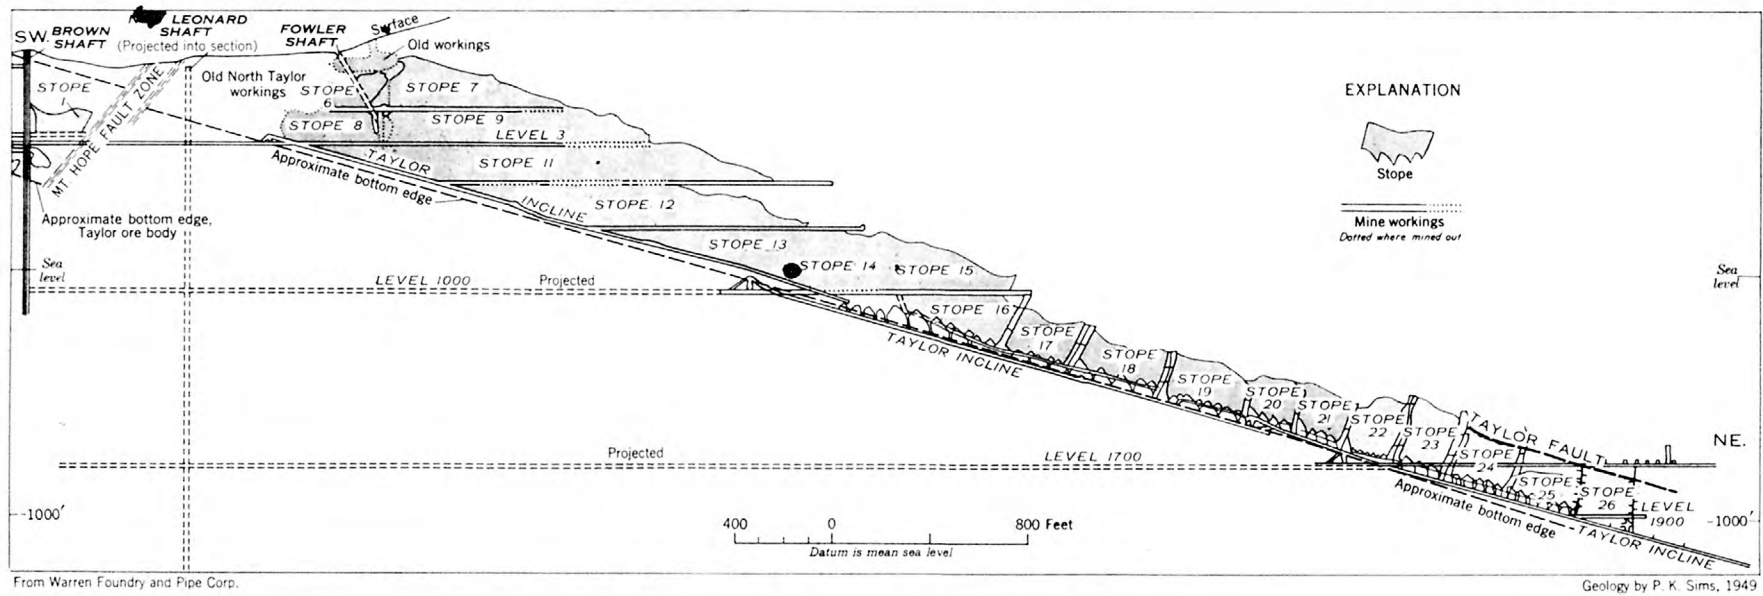 SW.
BROWN
SHAFT
LEONARD
SHAFT
(Projected into section)
FOWLER
SHAFT
Surface
Old workings
Old North Taylor
workings
STOPE
1
MT HOPE FAULT ZONE
STOPE
6
STOPE 7
STOPE 8
STOPE 9
LEVEL 3
STOPE 11
TAYLOR
INCLINE
Approximate bottom edge
STOPE 12
Approximate bottom edge,
Taylor ore body
STOPE 13
STOPE 14
STOPE 15
Sea
level
LEVEL 1000
Projected
STOPE 16
TAYLOR INCLINE
STOPE
17
STOPE
18
STOPE
19
STOPE
20
STOPE
21
STOPE
22
STOPE
23
STOPE
24
STOPE
25
STOPE
26
TAYLOR FAULT
NE.
Projected
LEVEL 1700
Approximate bottom edge
LEVEL
1900
TAYLOR INCLINE
-1000'
-1000'
EXPLANATION
Stope
Mine workings
Dotted where mined out
Sea
level
400 0 800 Feet
Datum is mean sea level
From Warren Foundry and Pipe Corp.
Geology by P. K. Sims, 1949